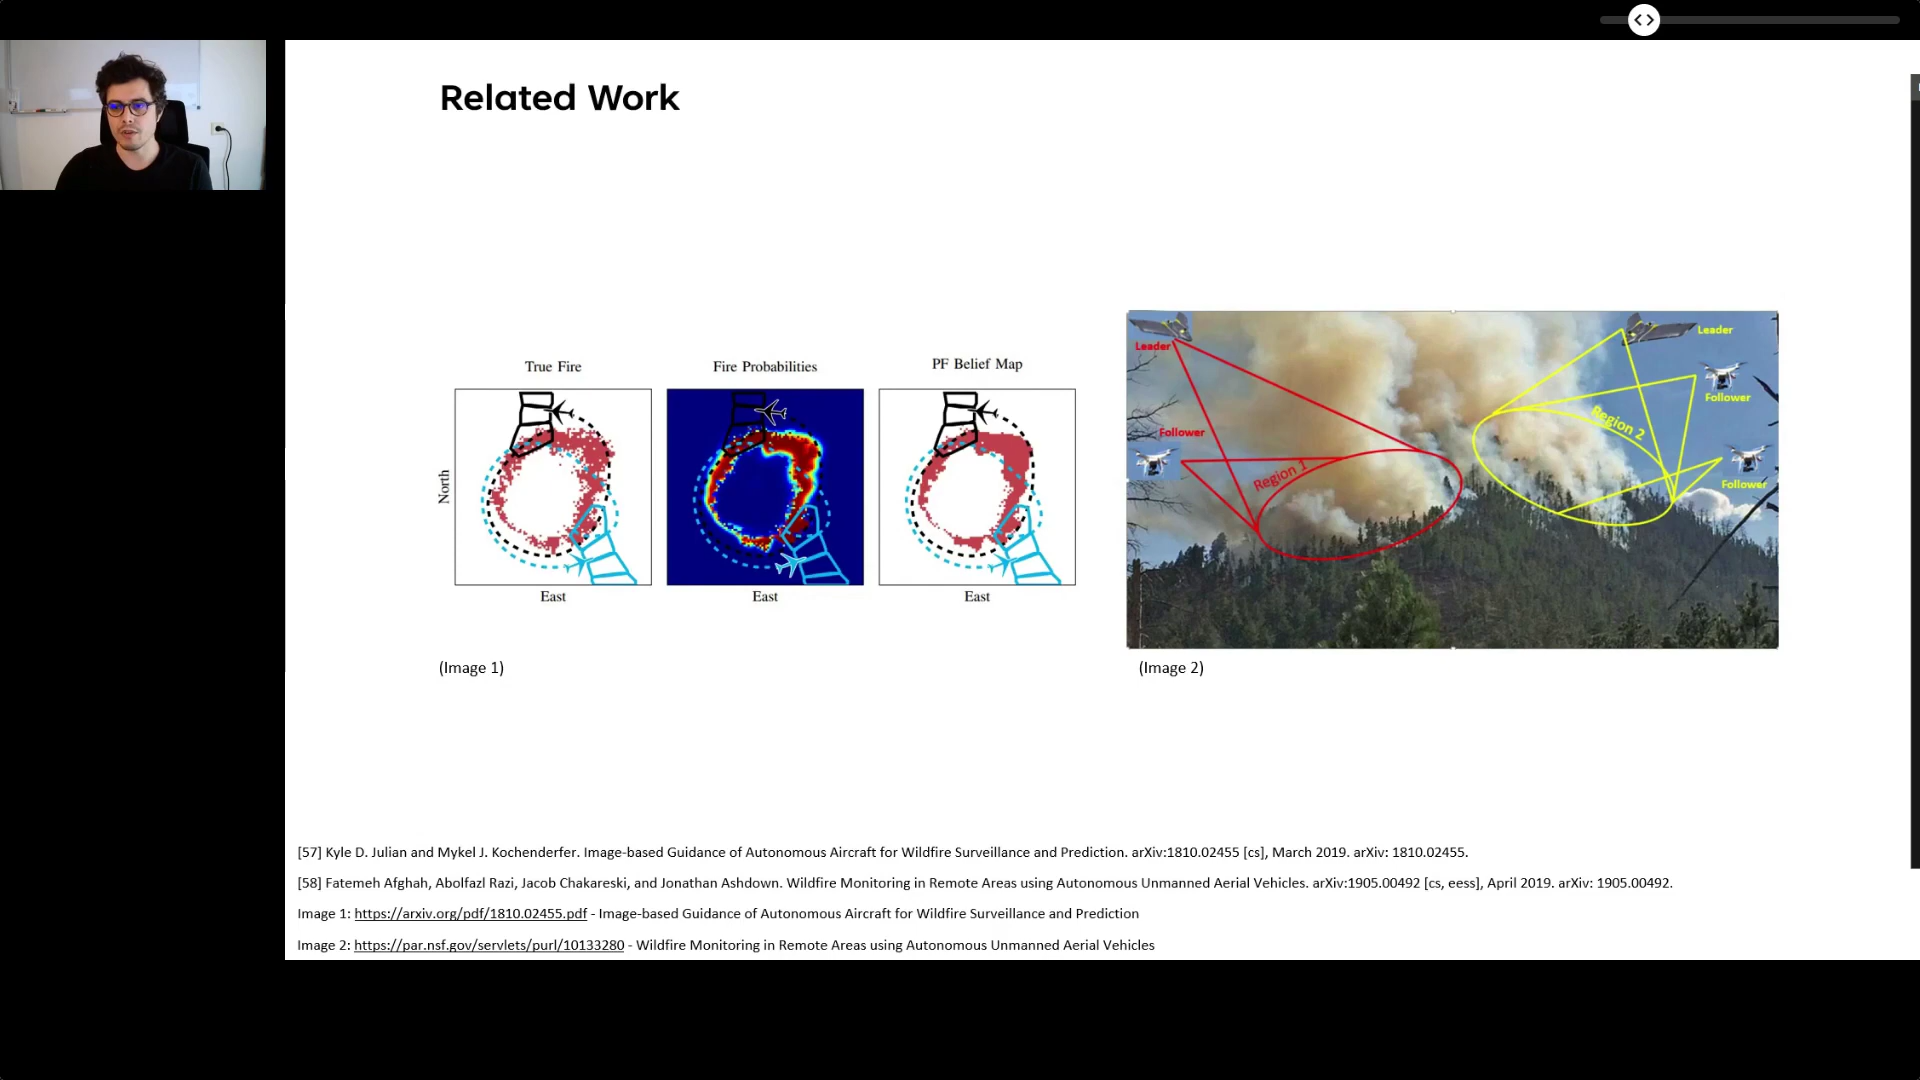 Related Work
True Fire
Fire Probabilities
PF Belief Map
North
East
East
East
(Image 1)
Leader
Follower
Region 1
Leader
Follower
Region 2
Follower
(Image 2)
[57] Kyle D. Julian and Mykel J. Kochenderfer. Image-based Guidance of Autonomous Aircraft for Wildfire Surveillance and Prediction. arXiv:1810.02455 [cs], March 2019. arXiv: 1810.02455.
[58] Fatemeh Afghah, Abolfazl Razi, Jacob Chakareski, and Jonathan Ashdown. Wildfire Monitoring in Remote Areas using Autonomous Unmanned Aerial Vehicles. arXiv:1905.00492 [cs, eess], April 2019. arXiv: 1905.00492.
Image 1: https://arxiv.org/pdf/1810.02455.pdf - Image-based Guidance of Autonomous Aircraft for Wildfire Surveillance and Prediction
Image 2: https://par.nsf.gov/servlets/purl/10133280 - Wildfire Monitoring in Remote Areas using Autonomous Unmanned Aerial Vehicles